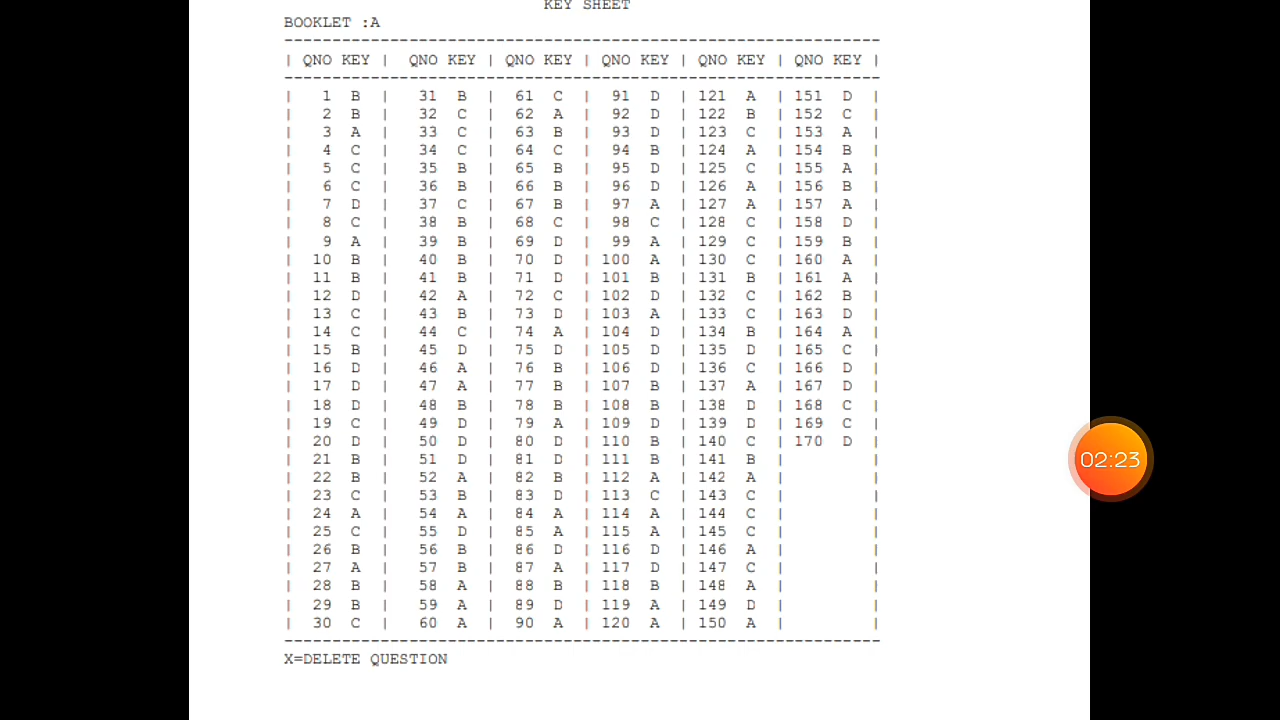 KEY SHEET
BOOKLET :A
| QNO KEY | QNO KEY | QNO KEY | QNO KEY | QNO KEY | QNO KEY |
| 1 B | 31 B | 61 C | 91 D | 121 A | 151 D |
| 2 B | 32 C | 62 A | 92 D | 122 B | 152 C |
| 3 A | 33 C | 63 B | 93 D | 123 C | 153 A |
| 4 C | 34 C | 64 C | 94 B | 124 A | 154 B |
| 5 C | 35 B | 65 B | 95 D | 125 C | 155 A |
| 6 C | 36 B | 66 B | 96 D | 126 A | 156 B |
| 7 D | 37 C | 67 B | 97 A | 127 A | 157 A |
| 8 C | 38 B | 68 C | 98 C | 128 C | 158 D |
| 9 A | 39 B | 69 D | 99 A | 129 C | 159 B |
| 10 B | 40 B | 70 D | 100 A | 130 C | 160 A |
| 11 B | 41 B | 71 D | 101 B | 131 B | 161 A |
| 12 D | 42 A | 72 C | 102 D | 132 C | 162 B |
| 13 C | 43 B | 73 D | 103 A | 133 C | 163 D |
| 14 C | 44 C | 74 A | 104 D | 134 B | 164 A |
| 15 B | 45 D | 75 D | 105 D | 135 D | 165 C |
| 16 D | 46 A | 76 B | 106 D | 136 C | 166 D |
| 17 D | 47 A | 77 B | 107 B | 137 A | 167 D |
| 18 D | 48 B | 78 B | 108 B | 138 D | 168 C |
| 19 C | 49 D | 79 A | 109 D | 139 D | 169 C |
| 20 D | 50 D | 80 D | 110 B | 140 C | 170 D |
| 21 B | 51 D | 81 D | 111 B | 141 B | |
| 22 B | 52 A | 82 B | 112 A | 142 A | |
| 23 C | 53 B | 83 D | 113 C | 143 C | |
| 24 A | 54 A | 84 A | 114 A | 144 C | |
| 25 C | 55 D | 85 A | 115 A | 145 C | |
| 26 B | 56 B | 86 D | 116 D | 146 A | |
| 27 A | 57 B | 87 A | 117 D | 147 C | |
| 28 B | 58 A | 88 B | 118 B | 148 A | |
| 29 B | 59 A | 89 D | 119 A | 149 D | |
| 30 C | 60 A | 90 A | 120 A | 150 A | |
X=DELETE QUESTION
02:23